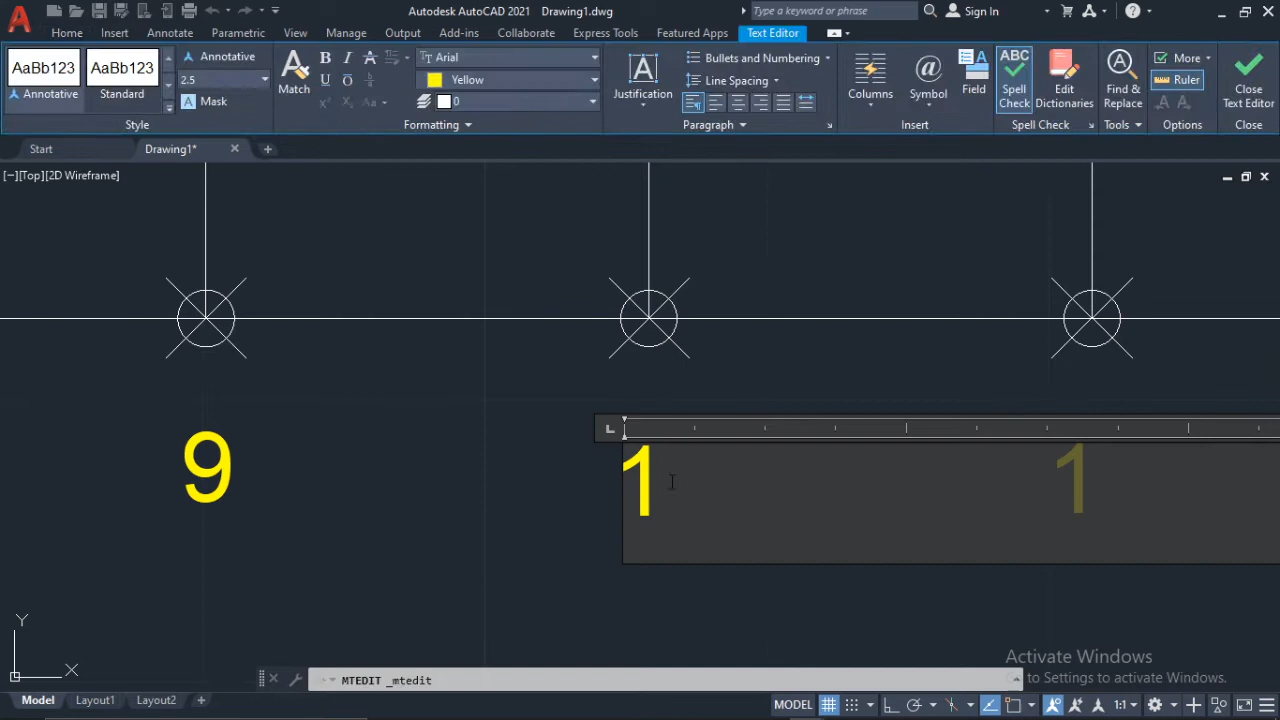 Autodesk AutoCAD 2021 Drawing1.dwg Type a keyword or phrase Sign In
Home Insert Annotate Parametric View Manage Output Add-ins Collaborate Express Tools Featured Apps Text Editor
AaBb123 AaBb123 Annotative Match B I A Arial Justification Bullets and Numbering Columns Symbol Field ABC Spell Check Edit Dictionaries Find & Replace More Close Text Editor
Annotative Standard 2.5 U O Yellow Line Spacing Ruler
Mask Aa 0
Style Formatting Paragraph Insert Spell Check Tools Options Close
Start Drawing1*
[−][Top][2D Wireframe]
9 1 1
Y
X
Activate Windows
Go to Settings to activate Windows.
MTEDIT _mtedit
Model Layout1 Layout2 MODEL 1:1